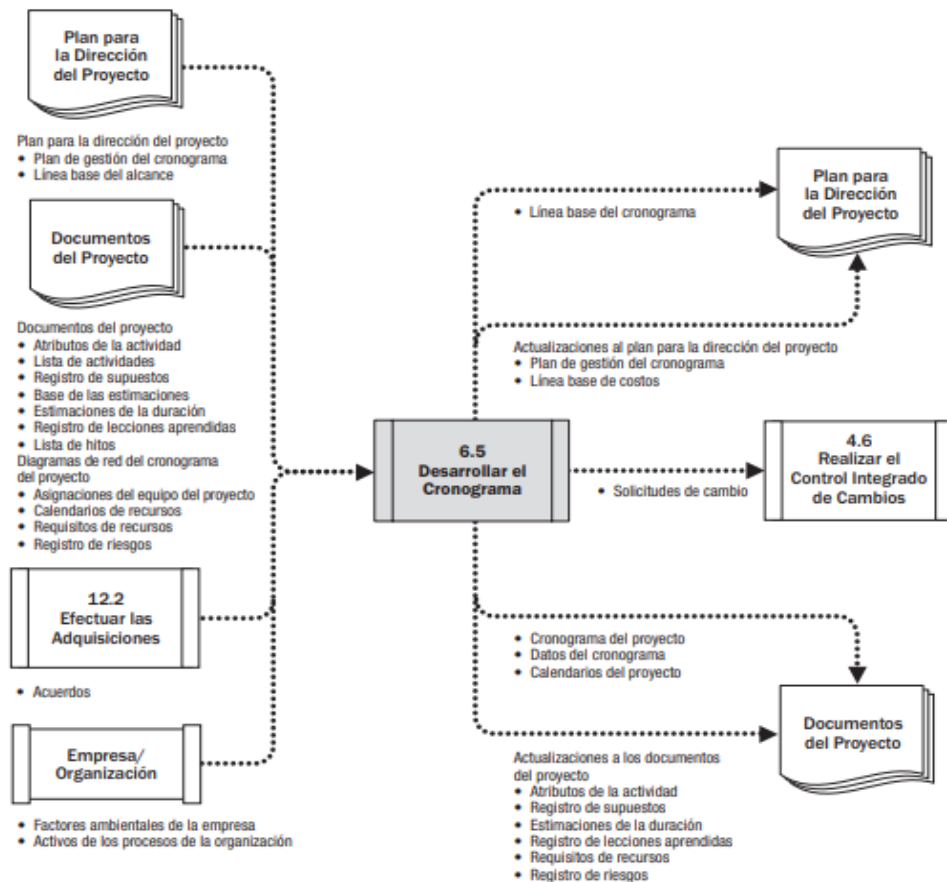 Plan para
la Dirección
del Proyecto
Plan para la dirección del proyecto
• Plan de gestión del cronograma
• Línea base del alcance
Documentos
del Proyecto
Documentos del proyecto
• Atributos de la actividad
• Lista de actividades
• Registro de supuestos
• Base de las estimaciones
• Estimaciones de la duración
• Registro de lecciones aprendidas
• Lista de hitos
Diagramas de red del cronograma
del proyecto
• Asignaciones del equipo del proyecto
• Calendarios de recursos
• Requisitos de recursos
• Registro de riesgos
12.2
Efectuar las
Adquisiciones
• Acuerdos
Empresa/
Organización
• Factores ambientales de la empresa
• Activos de los procesos de la organización
6.5
Desarrollar el
Cronograma
• Línea base del cronograma
Plan para
la Dirección
del Proyecto
Actualizaciones al plan para la dirección del proyecto
• Plan de gestión del cronograma
• Línea base de costos
• Solicitudes de cambio
4.6
Realizar el
Control Integrado
de Cambios
• Cronograma del proyecto
• Datos del cronograma
• Calendarios del proyecto
Documentos
del Proyecto
Actualizaciones a los documentos
del proyecto
• Atributos de la actividad
• Registro de supuestos
• Estimaciones de la duración
• Registro de lecciones aprendidas
• Requisitos de recursos
• Registro de riesgos